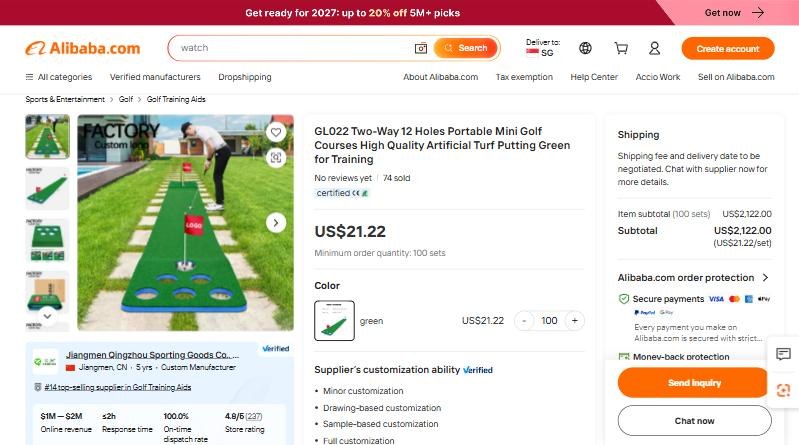 Get ready for 2027: up to 20% off 5M+ picks
Get now
Alibaba.com
watch
Search
Deliver to:
SG
Create account
All categories
Verified manufacturers
Dropshipping
About Alibaba.com
Tax exemption
Help Center
Accio Work
Sell on Alibaba.com
Sports & Entertainment > Golf > Golf Training Aids
FACTORY
Custom logo
LOGO
GL022 Two-Way 12 Holes Portable Mini Golf
Courses High Quality Artificial Turf Putting Green
for Training
No reviews yet
74 sold
certified CE
US$21.22
Minimum order quantity: 100 sets
Color
green
US$21.22
- 100 +
Supplier's customization ability Verified
• Minor customization
• Drawing-based customization
• Sample-based customization
• Full customization
Jiangmen Qingzhou Sporting Goods Co., ...
Verified
Jiangmen, CN · 5 yrs · Custom Manufacturer
#14 top-selling supplier in Golf Training Aids
$1M — $2M
Online revenue
≤2h
Response time
100.0%
On-time
dispatch rate
4.8/5 (237)
Store rating
Shipping
Shipping fee and delivery date to be
negotiated. Chat with supplier now for
more details.
Item subtotal (100 sets)
US$2,122.00
Subtotal
US$2,122.00
(US$21.22/set)
Alibaba.com order protection
Secure payments
VISA
Pay
PayPal
G Pay
Every payment you make on
Alibaba.com is secured with strict...
Money-back protection
Send inquiry
Chat now